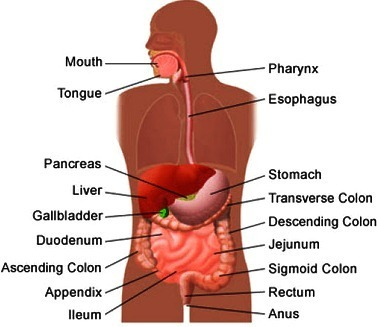 Mouth
Tongue
Pharynx
Esophagus
Pancreas
Liver
Gallbladder
Duodenum
Ascending Colon
Appendix
Ileum
Stomach
Transverse Colon
Descending Colon
Jejunum
Sigmoid Colon
Rectum
Anus